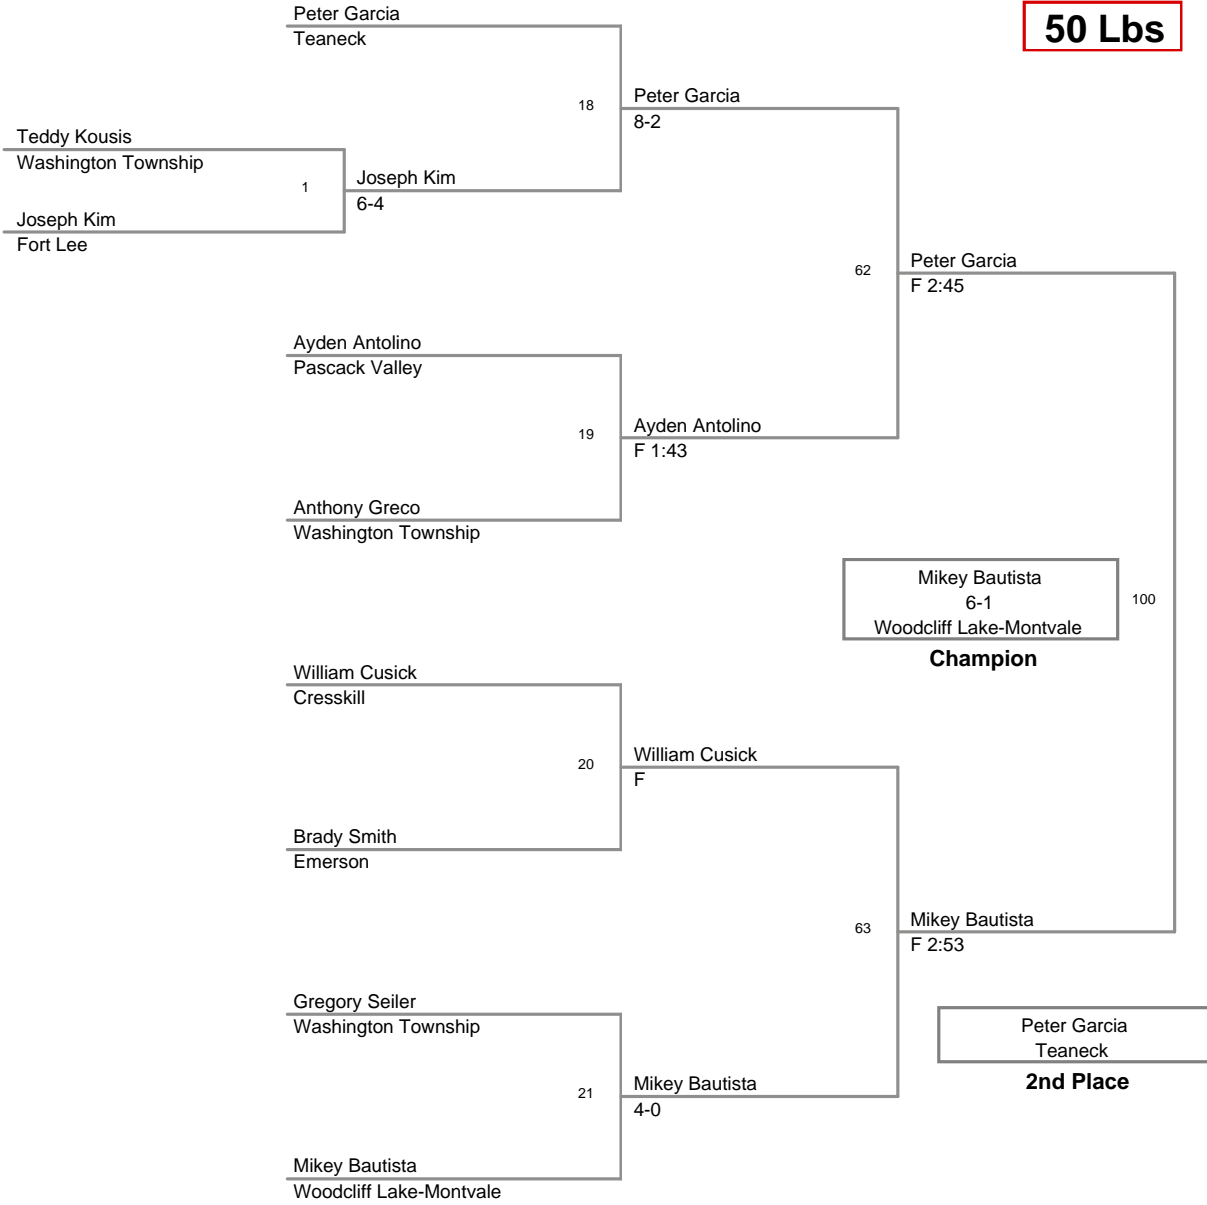 Peter Garcia
Teaneck
50 Lbs
18
Peter Garcia
8-2
Teddy Kousis
Washington Township
1
Joseph Kim
6-4
Joseph Kim
Fort Lee
62
Peter Garcia
F 2:45
Ayden Antolino
Pascack Valley
19
Ayden Antolino
F 1:43
Anthony Greco
Washington Township
Mikey Bautista
6-1
Woodcliff Lake-Montvale
100
Champion
William Cusick
Cresskill
20
William Cusick
F
Brady Smith
Emerson
63
Mikey Bautista
F 2:53
Gregory Seiler
Washington Township
Peter Garcia
Teaneck
2nd Place
21
Mikey Bautista
4-0
Mikey Bautista
Woodcliff Lake-Montvale